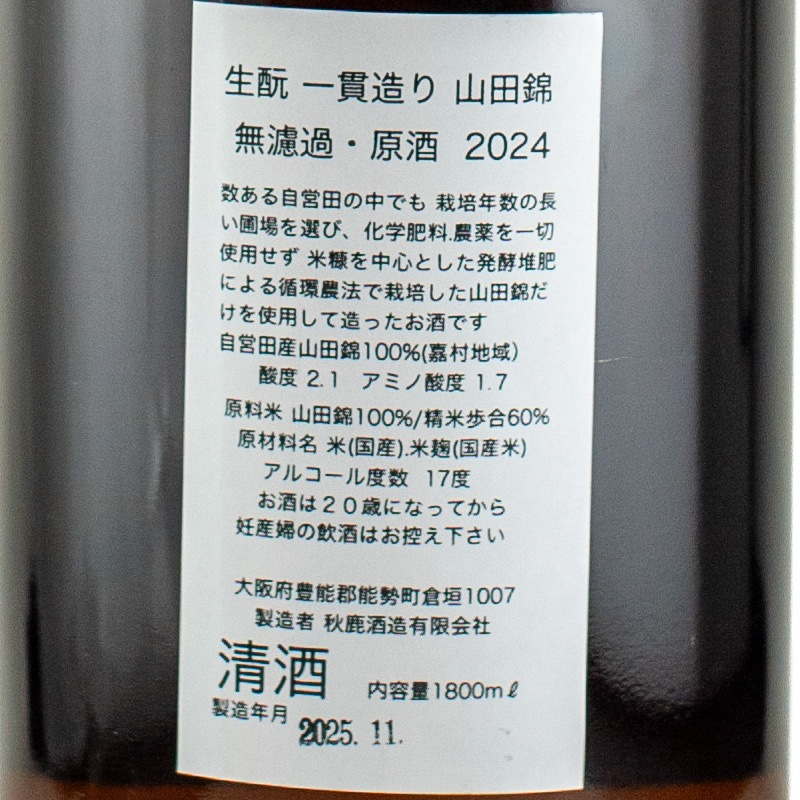 生酛 一貫造り 山田錦
無濾過・原酒 2024
数ある自営田の中でも 栽培年数の長
い圃場を選び、化学肥料.農薬を一切
使用せず 米糠を中心とした発酵堆肥
による循環農法で栽培した山田錦だ
けを使用して造ったお酒です
自営田産山田錦100%(嘉村地域)
酸度 2.1 アミノ酸度 1.7
原料米 山田錦100%/精米歩合60%
原材料名 米(国産).米麹(国産米)
アルコール度数 17度
お酒は20歳になってから
妊産婦の飲酒はお控え下さい
大阪府豊能郡能勢町倉垣1007
製造者 秋鹿酒造有限会社
清酒 内容量1800mℓ
製造年月 2025.11.